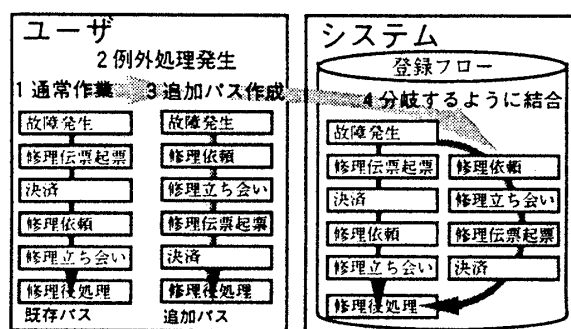 ユーザ
2 例外処理発生
1 通常作業
3 追加パス作成
故障発生
修理伝票起票
決済
修理依頼
修理立ち会い
修理後処理
既存パス
故障発生
修理依頼
修理立ち会い
修理伝票起票
決済
修理後処理
追加パス
システム
登録フロー
4 分岐するように結合
故障発生
修理伝票起票
決済
修理依頼
修理立ち会い
修理後処理
修理依頼
修理立ち会い
修理伝票起票
決済